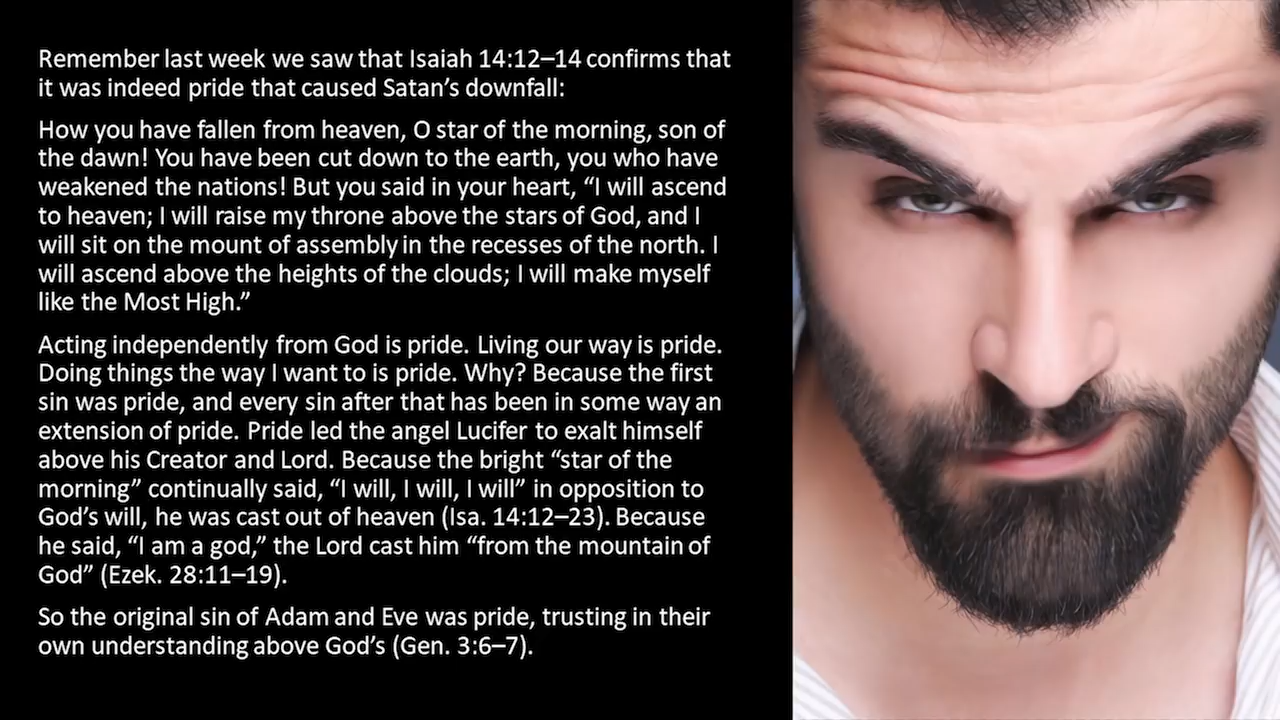 Remember last week we saw that Isaiah 14:12–14 confirms that
it was indeed pride that caused Satan’s downfall:
How you have fallen from heaven, O star of the morning, son of
the dawn! You have been cut down to the earth, you who have
weakened the nations! But you said in your heart, “I will ascend
to heaven; I will raise my throne above the stars of God, and I
will sit on the mount of assembly in the recesses of the north. I
will ascend above the heights of the clouds; I will make myself
like the Most High.”
Acting independently from God is pride. Living our way is pride.
Doing things the way I want to is pride. Why? Because the first
sin was pride, and every sin after that has been in some way an
extension of pride. Pride led the angel Lucifer to exalt himself
above his Creator and Lord. Because the bright “star of the
morning” continually said, “I will, I will, I will” in opposition to
God’s will, he was cast out of heaven (Isa. 14:12–23). Because
he said, “I am a god,” the Lord cast him “from the mountain of
God” (Ezek. 28:11–19).
So the original sin of Adam and Eve was pride, trusting in their
own understanding above God’s (Gen. 3:6–7).